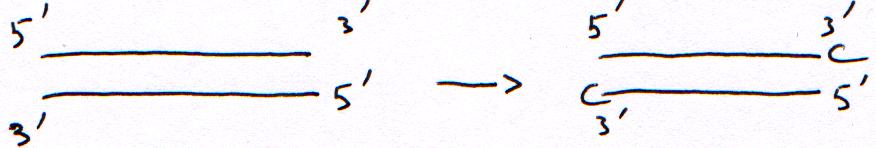 5' 3' 5' 3'
C
5' C 5'
3' 3'